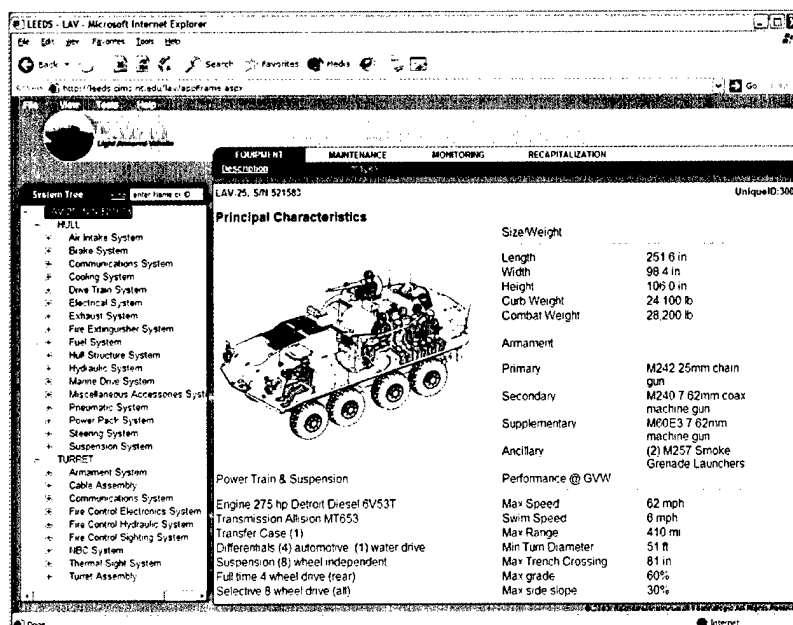 LEEDS - LAV - Microsoft Internet Explorer
File Edit View Favorites Tools Help
Back Search Favorites Media
Go
Light Armored Vehicle
EQUIPMENT MAINTENANCE MONITORING RECAPITALIZATION
Description
System Tree enter Name or ID
LAV-25, S/N 521583 UniqueID:300
HULL
Air Intake System
Brake System
Communications System
Cooling System
Drive Train System
Electrical System
Exhaust System
Fire Extinguisher System
Fuel System
Hull Structure System
Hydraulic System
Marine Drive System
Miscellaneous Accessories Syst
Pneumatic System
Power Pack System
Steering System
Suspension System
TURRET
Armament System
Cable Assembly
Communications System
Fire Control Electronics System
Fire Control Hydraulic System
Fire Control Sighting System
NBC System
Thermal Sight System
Turret Assembly
Principal Characteristics
Size/Weight
Length 251.6 in
Width 98.4 in
Height 106.0 in
Curb Weight 24,100 lb
Combat Weight 28,200 lb
Armament
Primary M242 25mm chain
gun
Secondary M240 7.62mm coax
machine gun
Supplementary M60E3 7.62mm
machine gun
Ancillary (2) M257 Smoke
Grenade Launchers
Power Train & Suspension
Engine 275 hp Detroit Diesel 6V53T
Transmission Allison MT653
Transfer Case (1)
Differentials (4) automotive (1) water drive
Suspension (8) wheel independent
Full time 4 wheel drive (rear)
Selective 8 wheel drive (all)
Performance @ GVW
Max Speed 62 mph
Swim Speed 6 mph
Max Range 410 mi
Min Turn Diameter 51 ft
Max Trench Crossing 81 in
Max grade 60%
Max side slope 30%
Done Internet